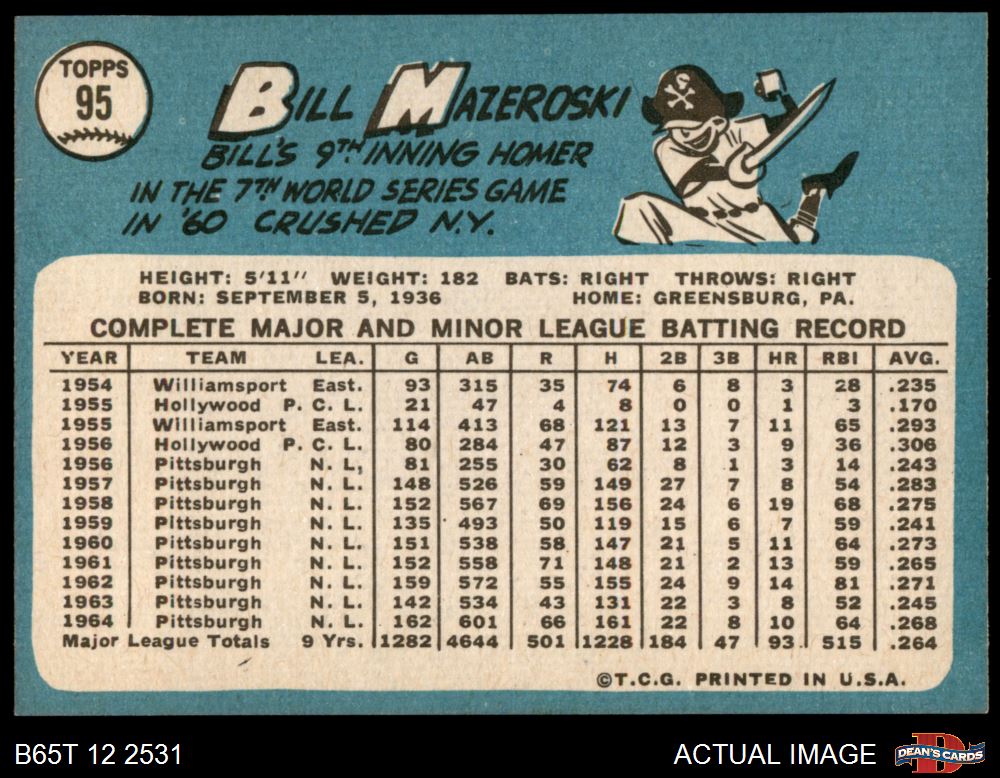 TOPPS
95
BILL MAZEROSKI
BILL'S 9TH INNING HOMER
IN THE 7TH WORLD SERIES GAME
IN '60 CRUSHED N.Y.
HEIGHT: 5'11" WEIGHT: 182 BATS: RIGHT THROWS: RIGHT
BORN: SEPTEMBER 5, 1936 HOME: GREENSBURG, PA.
COMPLETE MAJOR AND MINOR LEAGUE BATTING RECORD
YEAR TEAM LEA. G AB R H 2B 3B HR RBI AVG.
1954 Williamsport East. 93 315 35 74 6 8 3 28 .235
1955 Hollywood P. C. L. 21 47 4 8 0 0 1 3 .170
1955 Williamsport East. 114 413 68 121 13 7 11 65 .293
1956 Hollywood P. C. L. 80 284 47 87 12 3 9 36 .306
1956 Pittsburgh N. L, 81 255 30 62 8 1 3 14 .243
1957 Pittsburgh N. L. 148 526 59 149 27 7 8 54 .283
1958 Pittsburgh N. L. 152 567 69 156 24 6 19 68 .275
1959 Pittsburgh N. L. 135 493 50 119 15 6 7 59 .241
1960 Pittsburgh N. L. 151 538 58 147 21 5 11 64 .273
1961 Pittsburgh N. L. 152 558 71 148 21 2 13 59 .265
1962 Pittsburgh N. L. 159 572 55 155 24 9 14 81 .271
1963 Pittsburgh N. L. 142 534 43 131 22 3 8 52 .245
1964 Pittsburgh N. L. 162 601 66 161 22 8 10 64 .268
Major League Totals 9 Yrs. 1282 4644 501 1228 184 47 93 515 .264
©T.C.G. PRINTED IN U.S.A.
B65T 12 2531 ACTUAL IMAGE DEAN'S CARDS